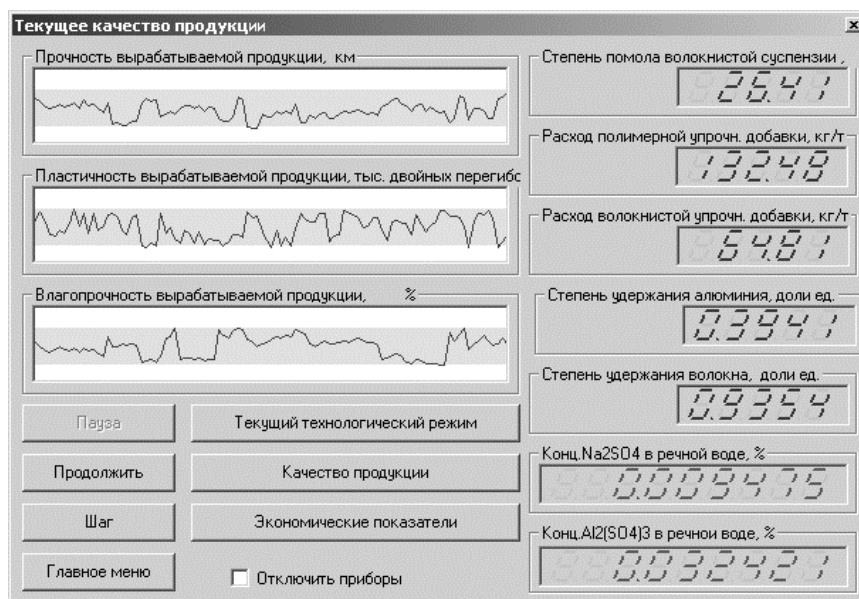 Текущее качество продукции
Прочность вырабатываемой продукции, км
Пластичность вырабатываемой продукции, тыс. двойных перегибс
Влагопрочность вырабатываемой продукции, %
Пауза
Текущий технологический режим
Продолжить
Качество продукции
Шаг
Экономические показатели
Главное меню
Отключить приборы
Степень помола волокнистой суспензии ,
26.41
Расход полимерной упрочн. добавки, кг/т
132.48
Расход волокнистой упрочн. добавки, кг/т
64.81
Степень удержания алюминия, доли ед.
0.3941
Степень удержания волокна, доли ед.
0.9354
Конц.Na2SO4 в речной воде, %
0.009475
Конц.Al2(SO4)3 в речной воде, %
0.032421